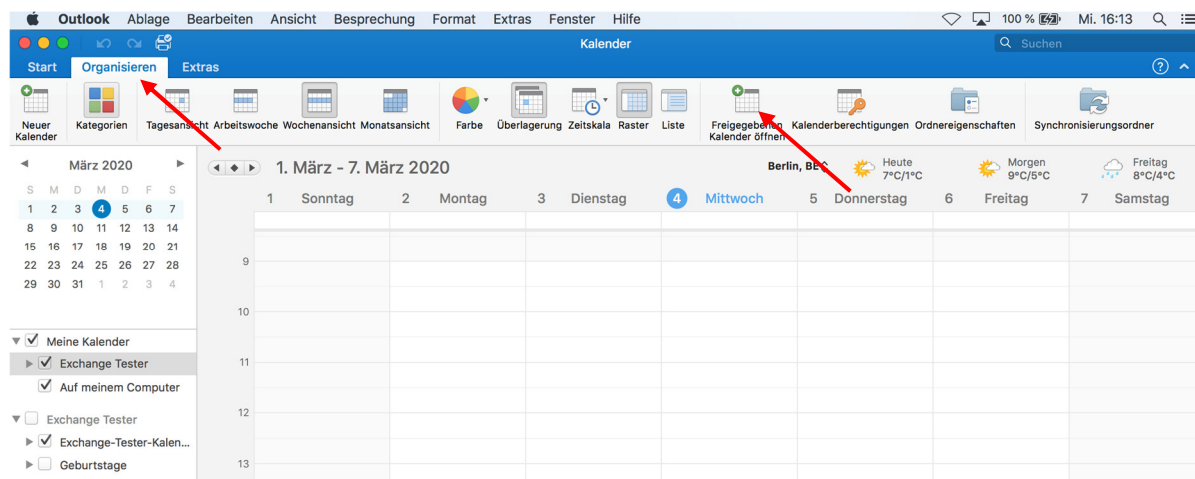 Outlook Ablage Bearbeiten Ansicht Besprechung Format Extras Fenster Hilfe 100 % Mi. 16:13
Kalender Suchen
Start Organisieren Extras ?
Neuer Kalender
Kategorien
Tagesansicht
Arbeitswoche
Wochenansicht
Monatsansicht
Farbe
Überlagerung
Zeitskala
Raster
Liste
Freigegebenen
Kalender öffnen
Kalenderberechtigungen
Ordnereigenschaften
Synchronisierungsordner
März 2020
S M D M D F S
1 2 3 4 5 6 7
8 9 10 11 12 13 14
15 16 17 18 19 20 21
22 23 24 25 26 27 28
29 30 31 1 2 3 4
Meine Kalender
Exchange Tester
Auf meinem Computer
Exchange Tester
Exchange-Tester-Kalen...
Geburtstage
1. März - 7. März 2020
Berlin, BE
Heute
7°C/1°C
Morgen
9°C/5°C
Freitag
8°C/4°C
1 Sonntag 2 Montag 3 Dienstag 4 Mittwoch 5 Donnerstag 6 Freitag 7 Samstag
9
10
11
12
13